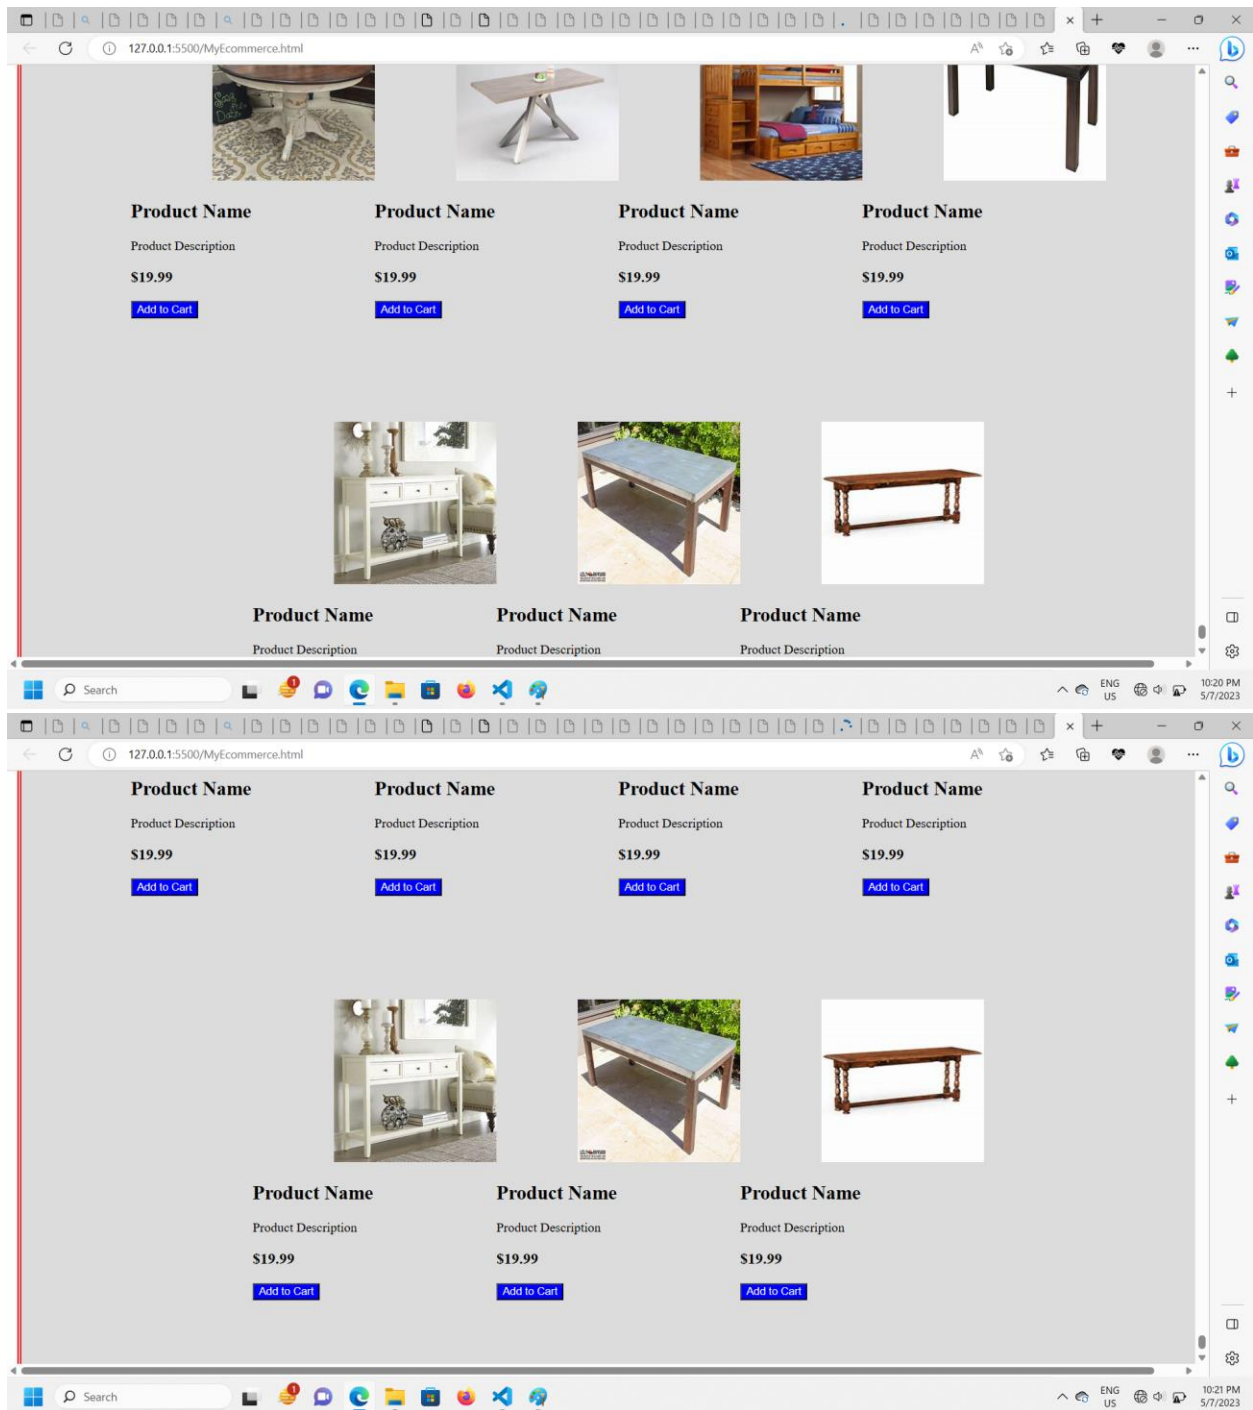 127.0.0.1:5500/MyEcommerce.html
Product Name Product Name Product Name Product Name
Product Description Product Description Product Description Product Description
$19.99 $19.99 $19.99 $19.99
Add to Cart Add to Cart Add to Cart Add to Cart
Product Name Product Name Product Name
Product Description Product Description Product Description
Search
1
ENG
US
10:20 PM
5/7/2023
127.0.0.1:5500/MyEcommerce.html
Product Name Product Name Product Name Product Name
Product Description Product Description Product Description Product Description
$19.99 $19.99 $19.99 $19.99
Add to Cart Add to Cart Add to Cart Add to Cart
Product Name Product Name Product Name
Product Description Product Description Product Description
$19.99 $19.99 $19.99
Add to Cart Add to Cart Add to Cart
Search
1
ENG
US
10:21 PM
5/7/2023